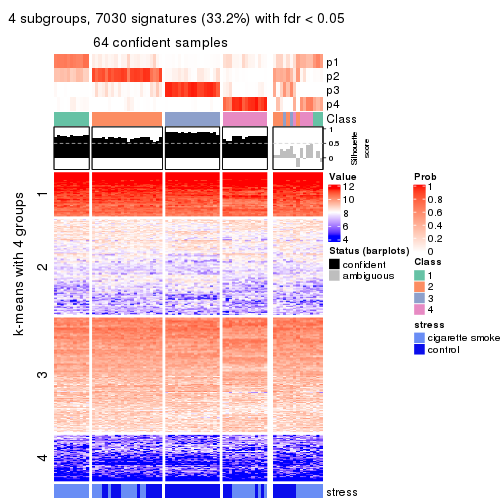 4 subgroups, 7030 signatures (33.2%) with fdr < 0.05
64 confident samples
p1
p2
p3
p4
Class
1
0.5
0
Silhouette
score
k-means with 4 groups
1
2
3
4
stress
Value
12
10
8
6
4
Status (barplots)
confident
ambiguous
Prob
1
0.8
0.6
0.4
0.2
0
Class
1
2
3
4
stress
cigarette smoke
control